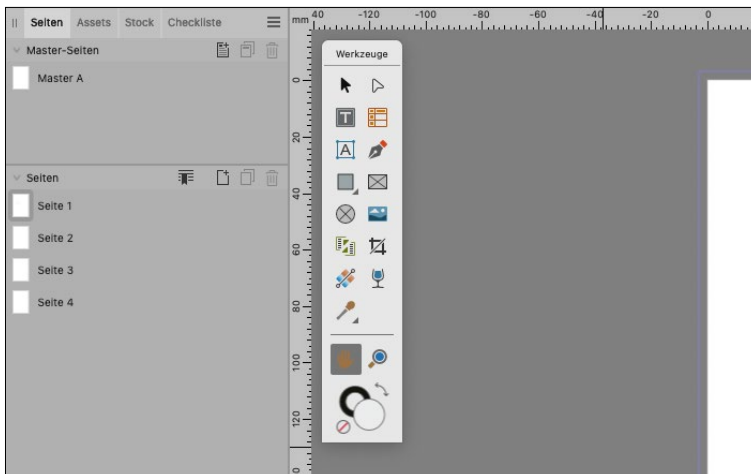 Seiten Assets Stock Checkliste
Master-Seiten
Master A
Seiten
Seite 1
Seite 2
Seite 3
Seite 4
mm 40 -120 -100 -80 -60 -40 -20 0
0
20
40
60
80
100
120
Werkzeuge
T
A